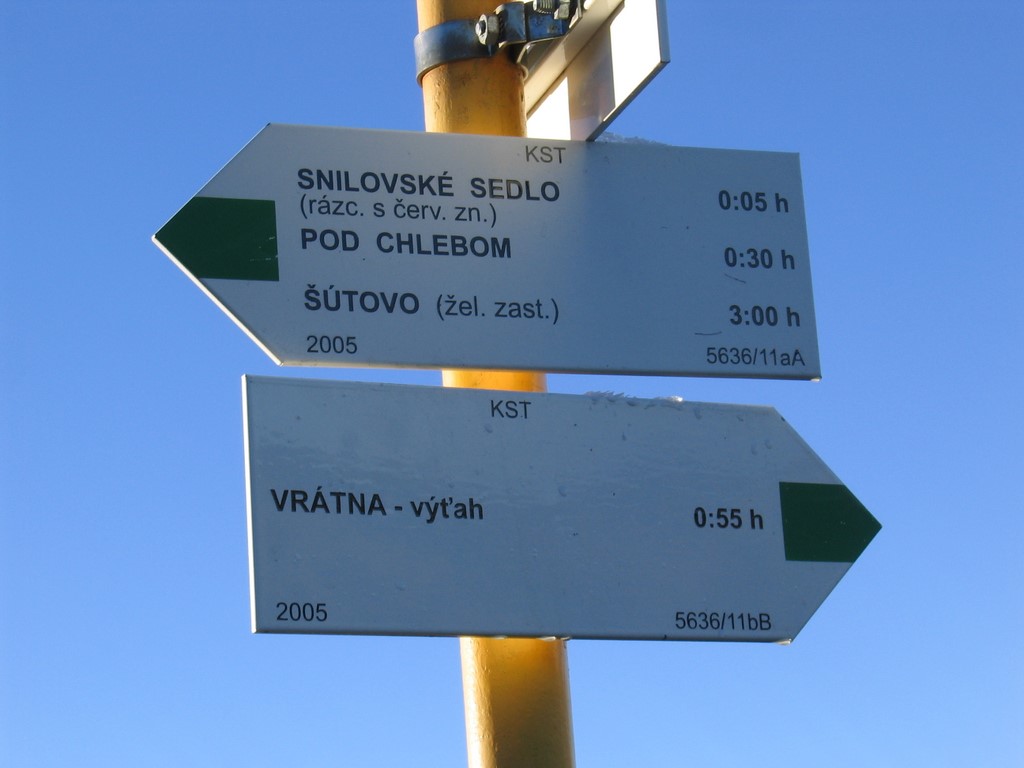 KST
SNILOVSKÉ SEDLO 0:05 h
(rázc. s červ. zn.)
POD CHLEBOM 0:30 h
ŠÚTOVO (žel. zast.) 3:00 h
2005 5636/11aA
KST
VRÁTNA - výťah 0:55 h
2005 5636/11bB